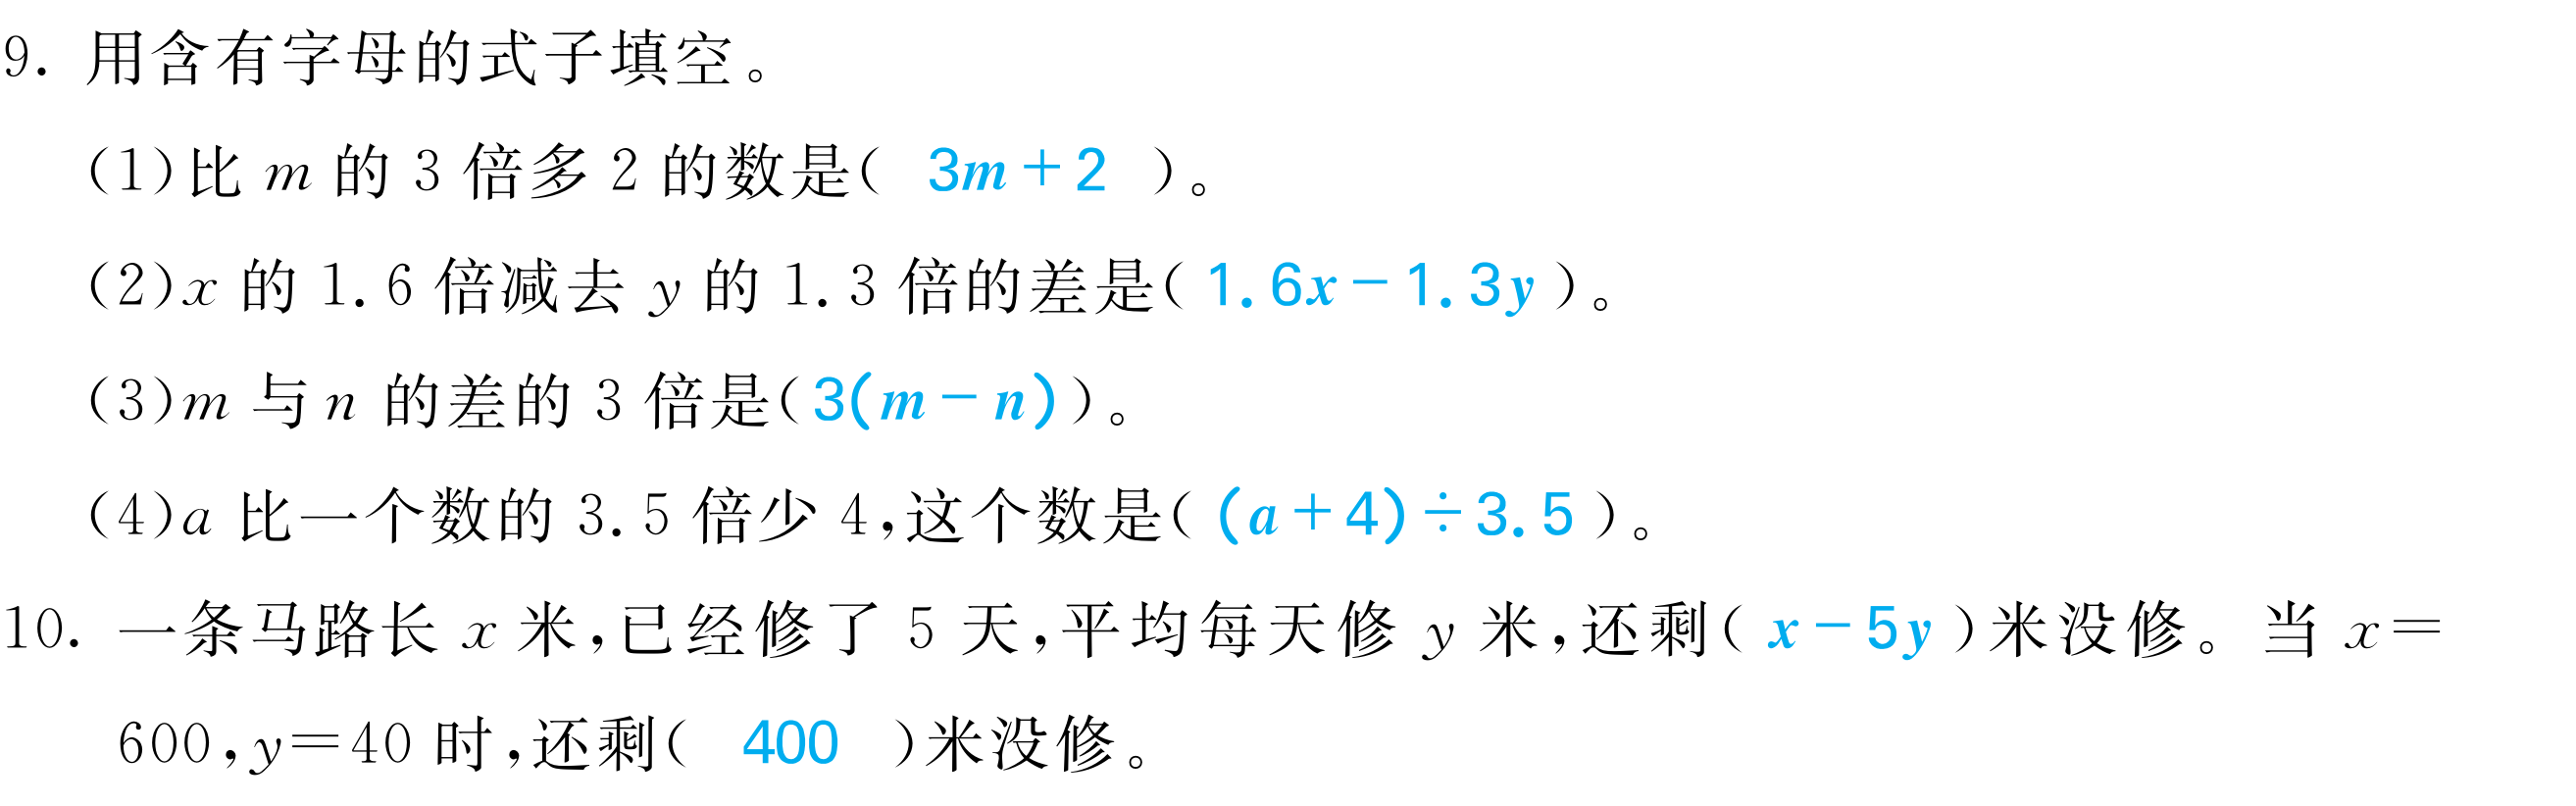 9. 用含有字母的式子填空。
(1)比 m 的 3 倍多 2 的数是( 3m+2 )。
(2)x 的 1.6 倍减去 y 的 1.3 倍的差是( 1.6x-1.3y )。
(3)m 与 n 的差的 3 倍是( 3(m-n) )。
(4)a 比一个数的 3.5 倍少 4,这个数是( (a+4)÷3.5 )。
10. 一条马路长 x 米,已经修了 5 天,平均每天修 y 米,还剩( x-5y )米没修。当 x=
600,y=40 时,还剩( 400 )米没修。